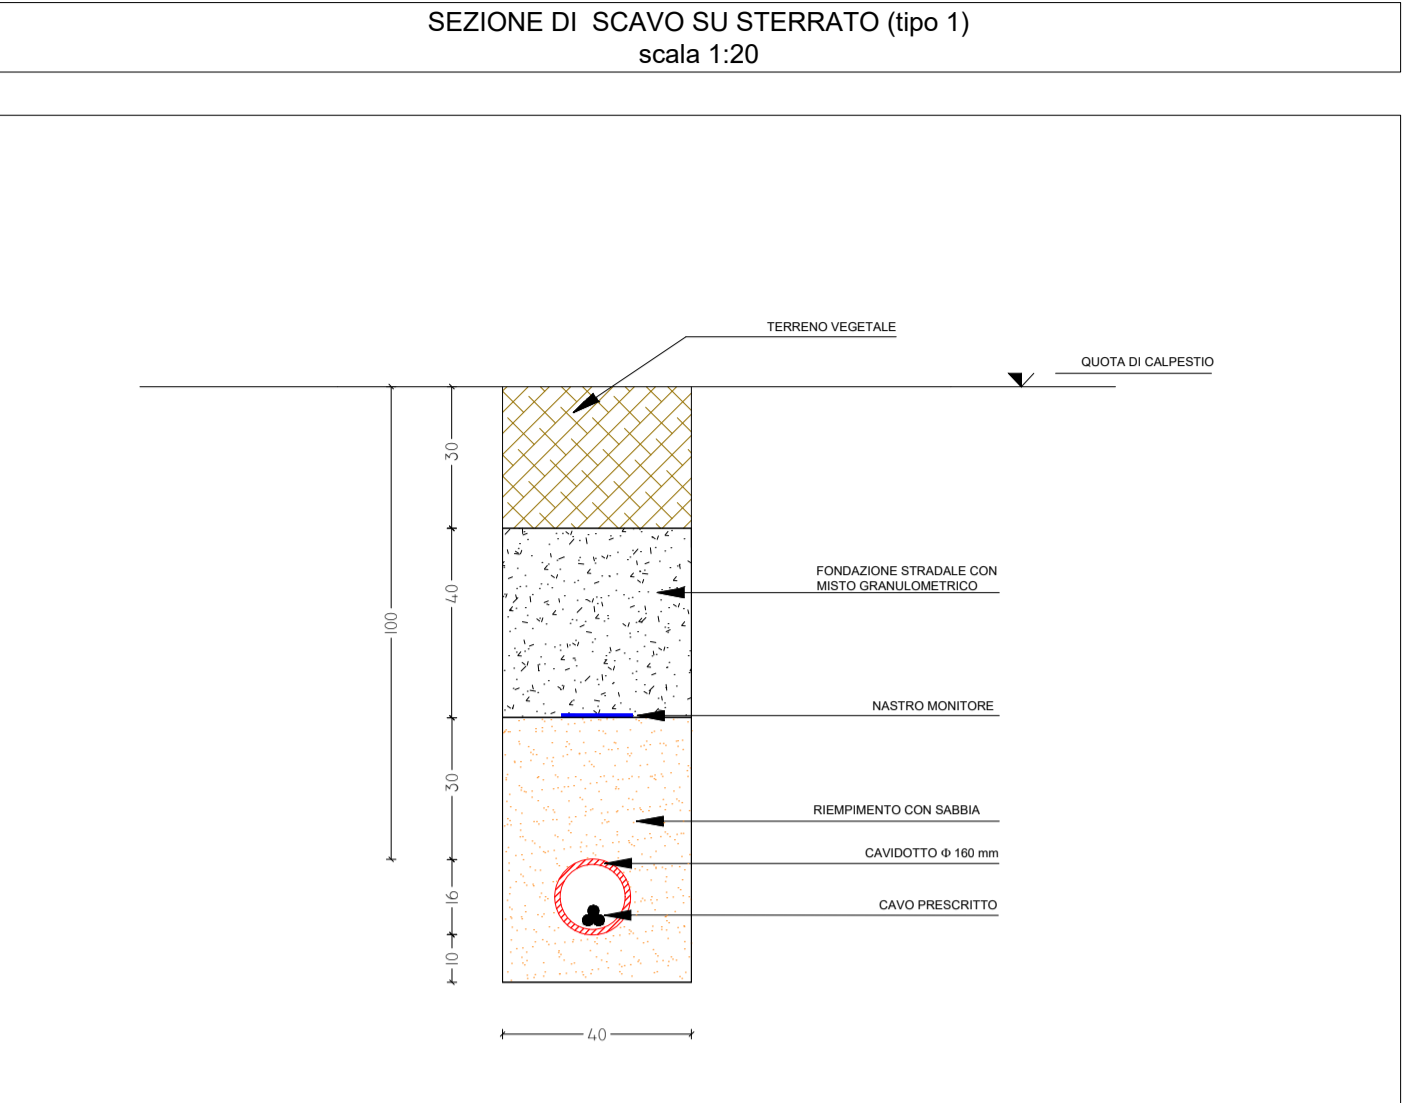 SEZIONE DI SCAVO SU STERRATO (tipo 1)
scala 1:20
TERRENO VEGETALE
QUOTA DI CALPESTIO
30
FONDAZIONE STRADALE CON
MISTO GRANULOMETRICO
40
100
NASTRO MONITORE
30
RIEMPIMENTO CON SABBIA
CAVIDOTTO Φ 160 mm
16
CAVO PRESCRITTO
10
40